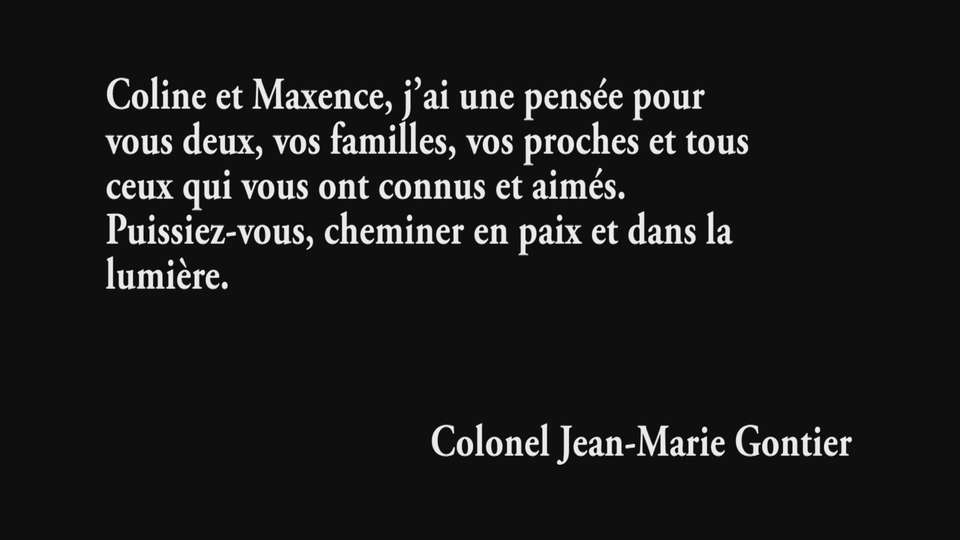 Coline et Maxence, j'ai une pensée pour
vous deux, vos familles, vos proches et tous
ceux qui vous ont connus et aimés.
Puissiez-vous, cheminer en paix et dans la
lumière.
Colonel Jean-Marie Gontier